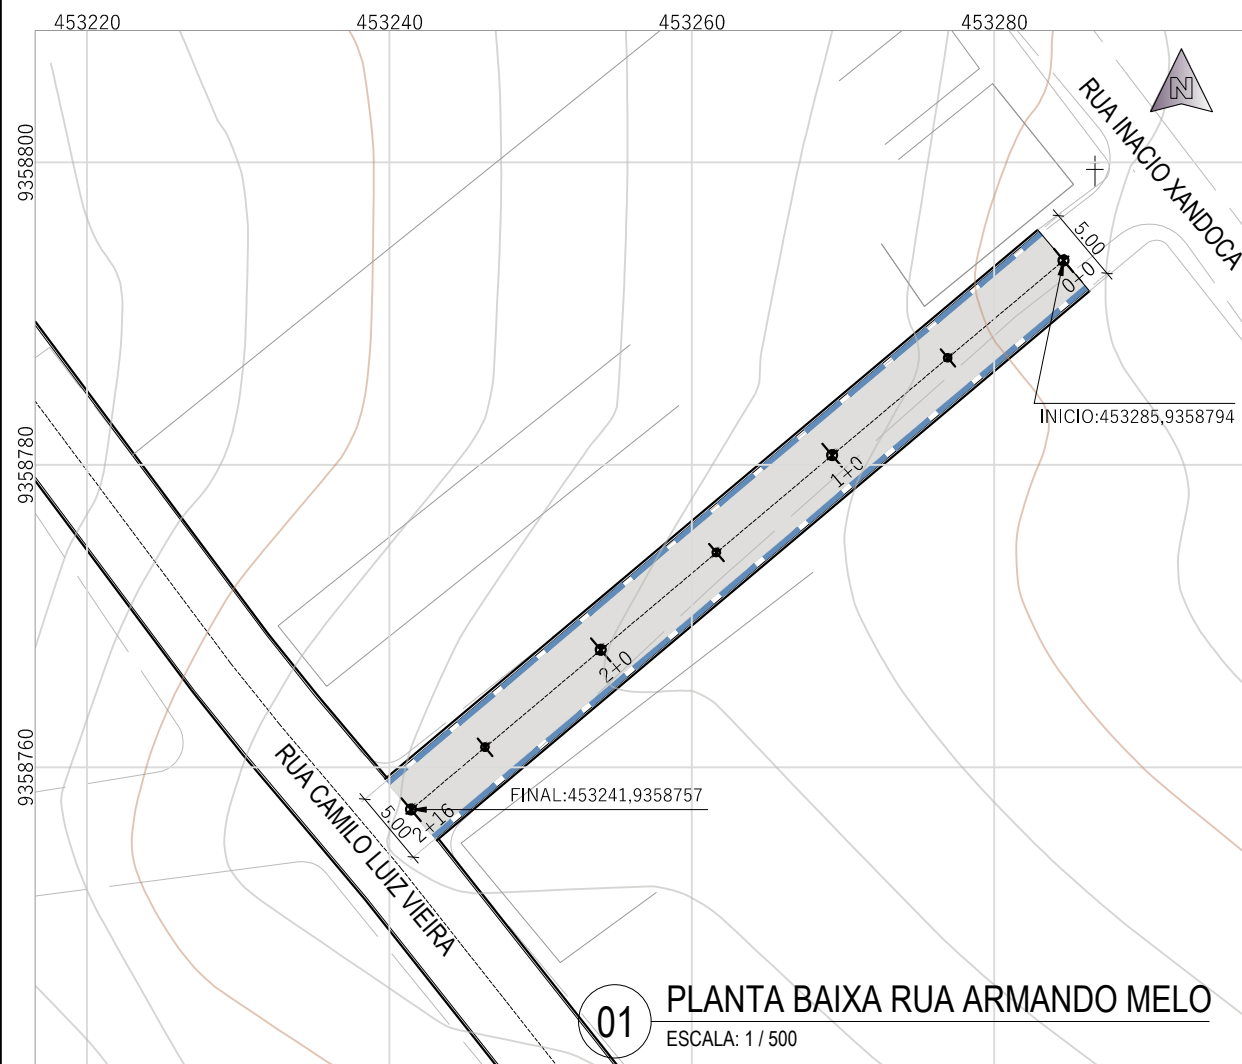 453220
453240
453260
453280
N
RUA INACIO XANDOCA
9358800
5.00
0+0
INICIO:453285,9358794
9358780
1+0
2+0
9358760
RUA CAMILO LUIZ VIEIRA
FINAL:453241,9358757
5.00
2+16
01
PLANTA BAIXA RUA ARMANDO MELO
ESCALA: 1 / 500